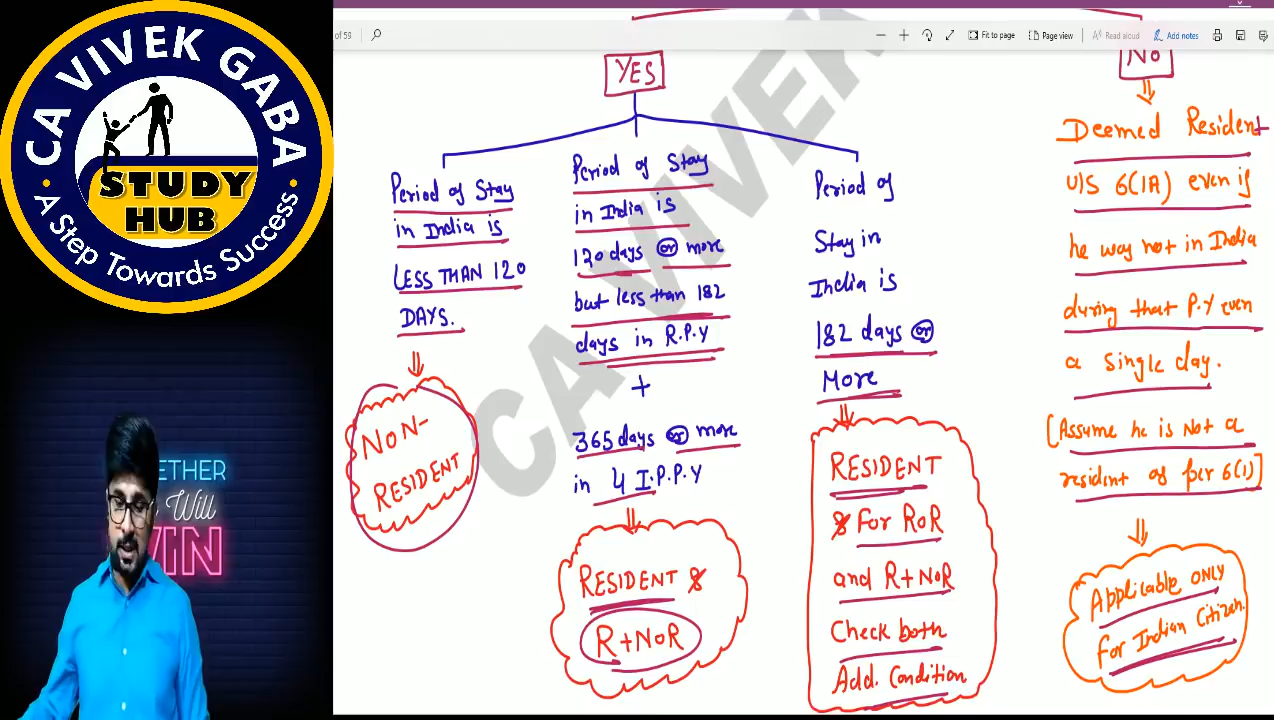 CA VIVEK GABA
STUDY
HUB
A Step Towards Success
of 59
Fit to page
Page view
Read aloud
Add notes
YES
Period of Stay
in India is
LESS THAN 120
DAYS.
NON-
RESIDENT
Period of Stay
in India is
120 days or more
but less than 182
days in R.P.Y
+
365 days or more
in 4 I.P.P.Y
RESIDENT &
R+NOR
Period of
Stay in
India is
182 days or
More
RESIDENT
& For ROR
and R+NOR
Check both
Add. Condition
NO
Deemed Resident
U/S 6(1A) even if
he was not in India
during that P.Y even
a single day.
[Assume he is Not a
resident as per 6(1)]
Applicable ONLY
for Indian Citizen.
CA VIVEK
ETHER
Will
WIN